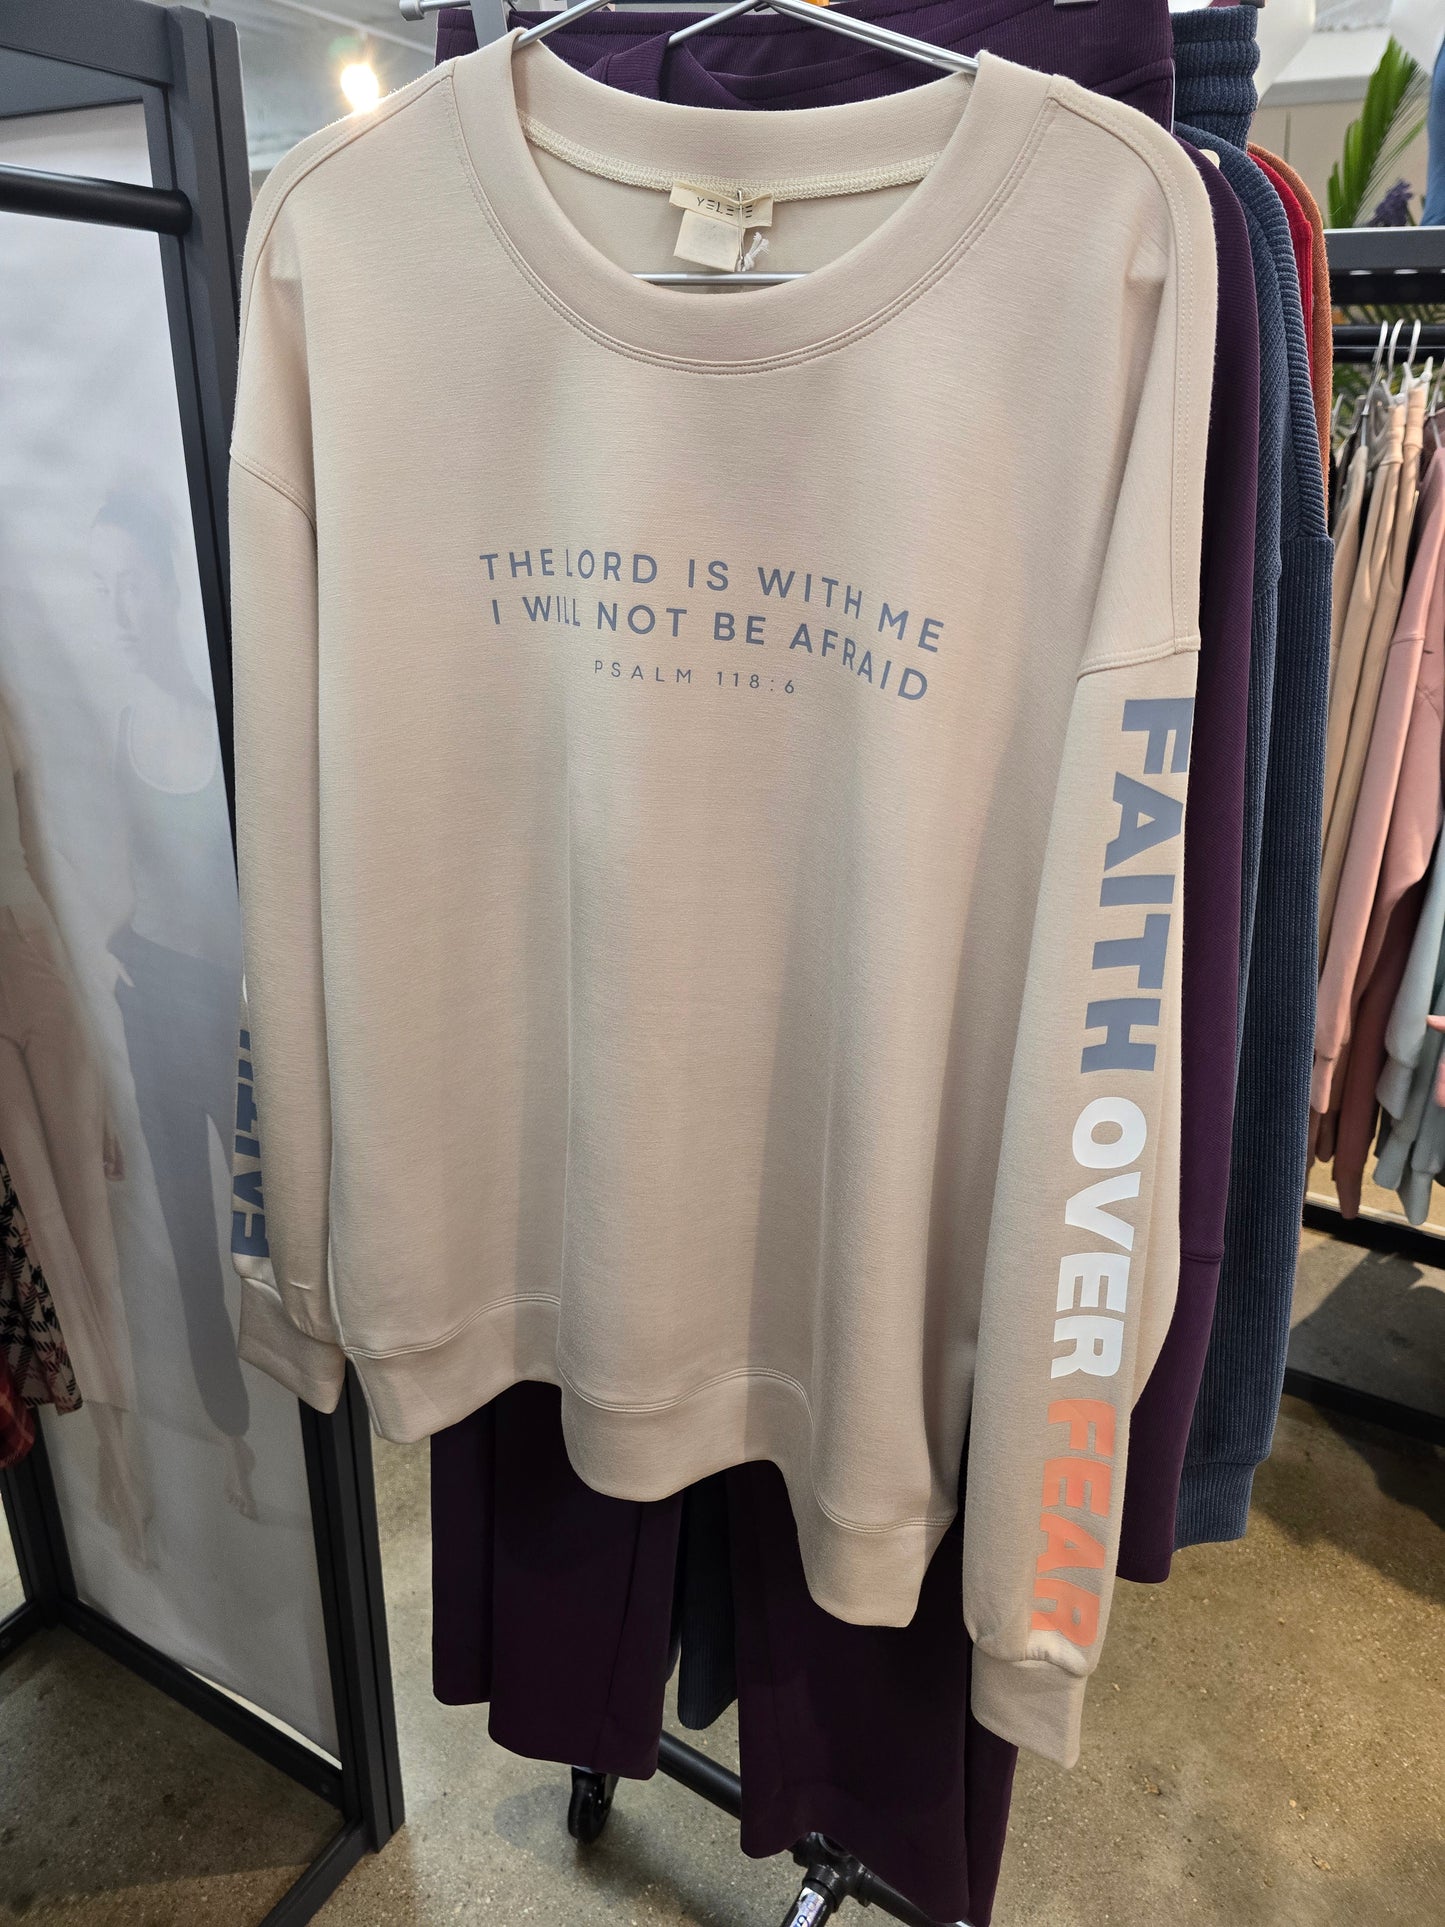 YELETE
THE LORD IS WITH ME
I WILL NOT BE AFRAID
PSALM 118:6
FAITH OVER FEAR